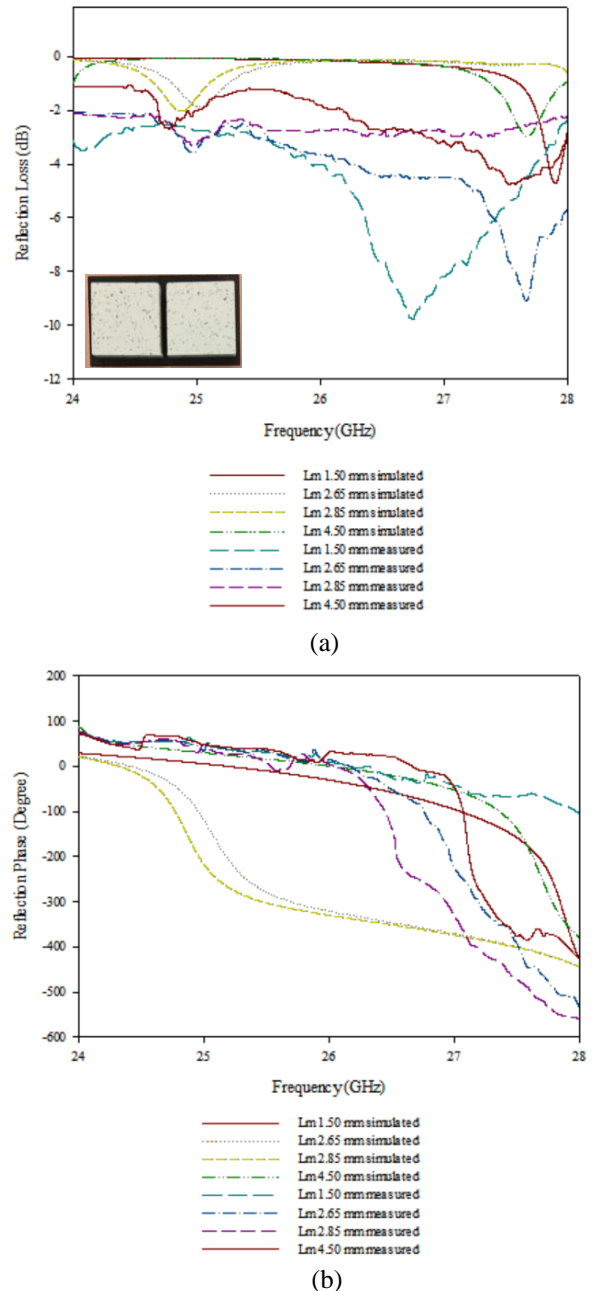 0
-2
-4
-6
-8
-10
-12
Reflection Loss (dB)
24 25 26 27 28
Frequency (GHz)
Lm 1.50 mm simulated
Lm 2.65 mm simulated
Lm 2.85 mm simulated
Lm 4.50 mm simulated
Lm 1.50 mm measured
Lm 2.65 mm measured
Lm 2.85 mm measured
Lm 4.50 mm measured
(a)
200
100
0
-100
-200
-300
-400
-500
-600
Reflection Phase (Degree)
24 25 26 27 28
Frequency (GHz)
Lm 1.50 mm simulated
Lm 2.65 mm simulated
Lm 2.85 mm simulated
Lm 4.50 mm simulated
Lm 1.50 mm measured
Lm 2.65 mm measured
Lm 2.85 mm measured
Lm 4.50 mm measured
(b)